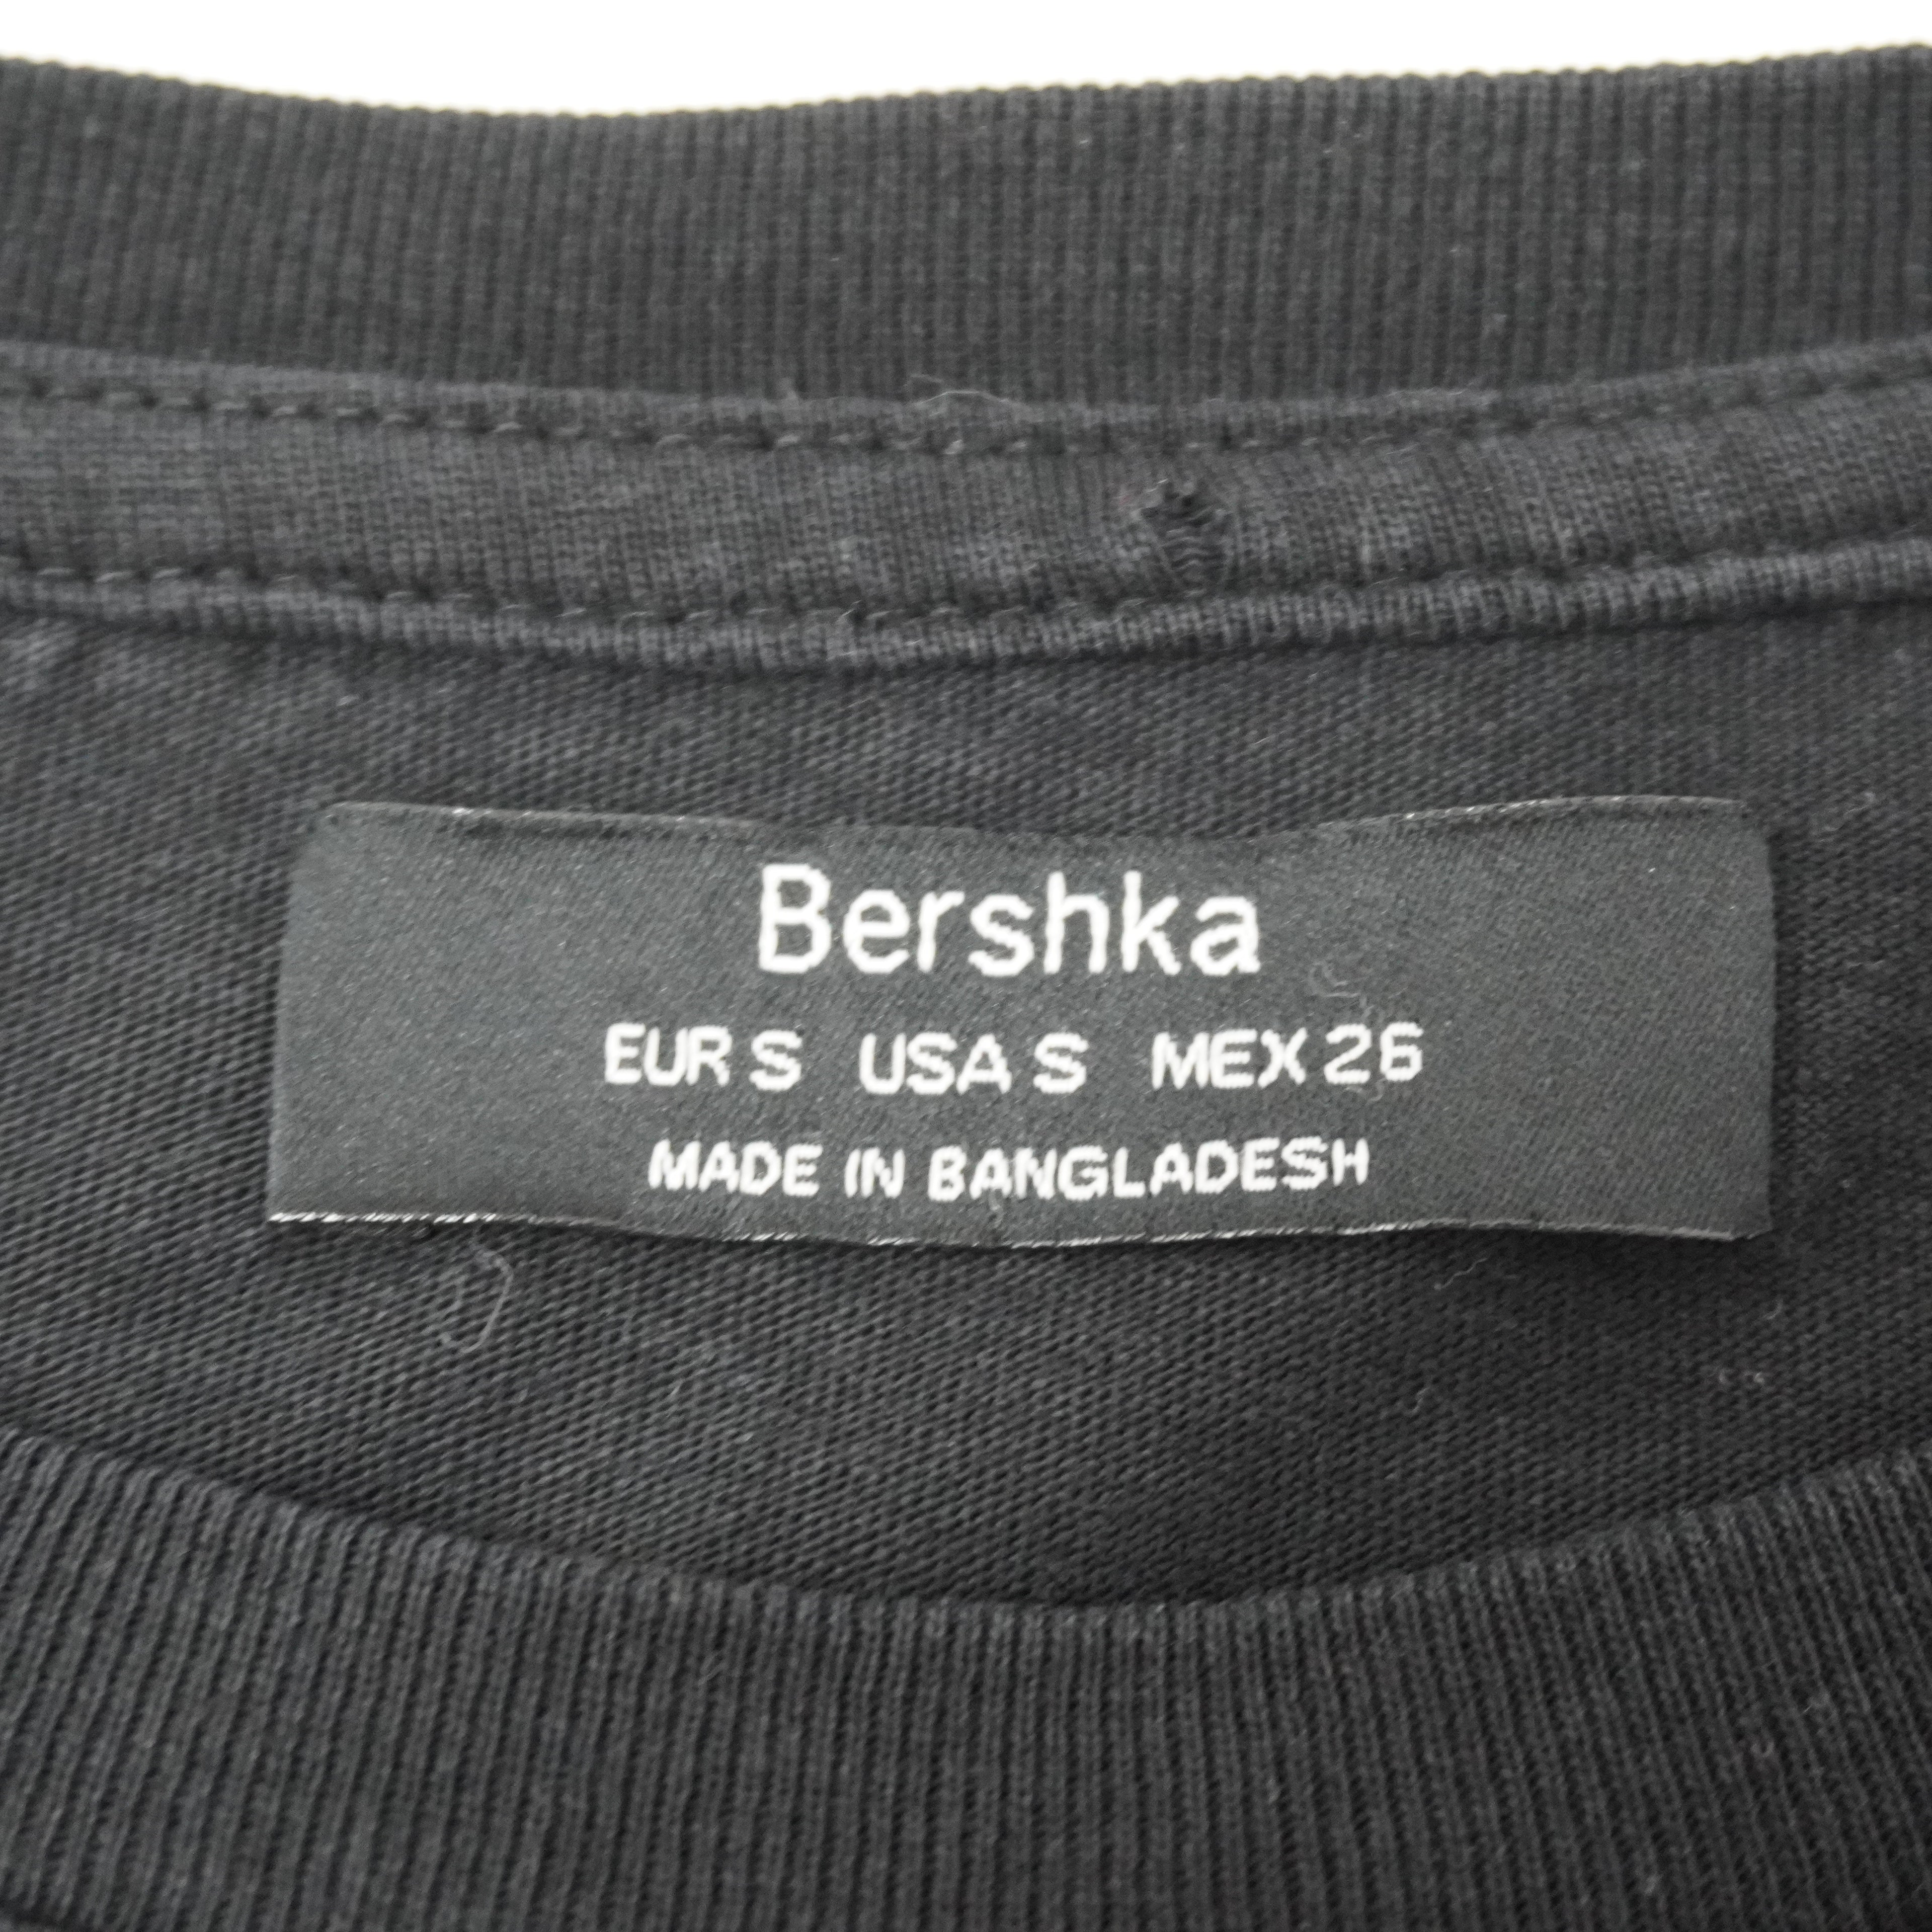 Bershka
EUR S USA S MEX 26
MADE IN BANGLADESH